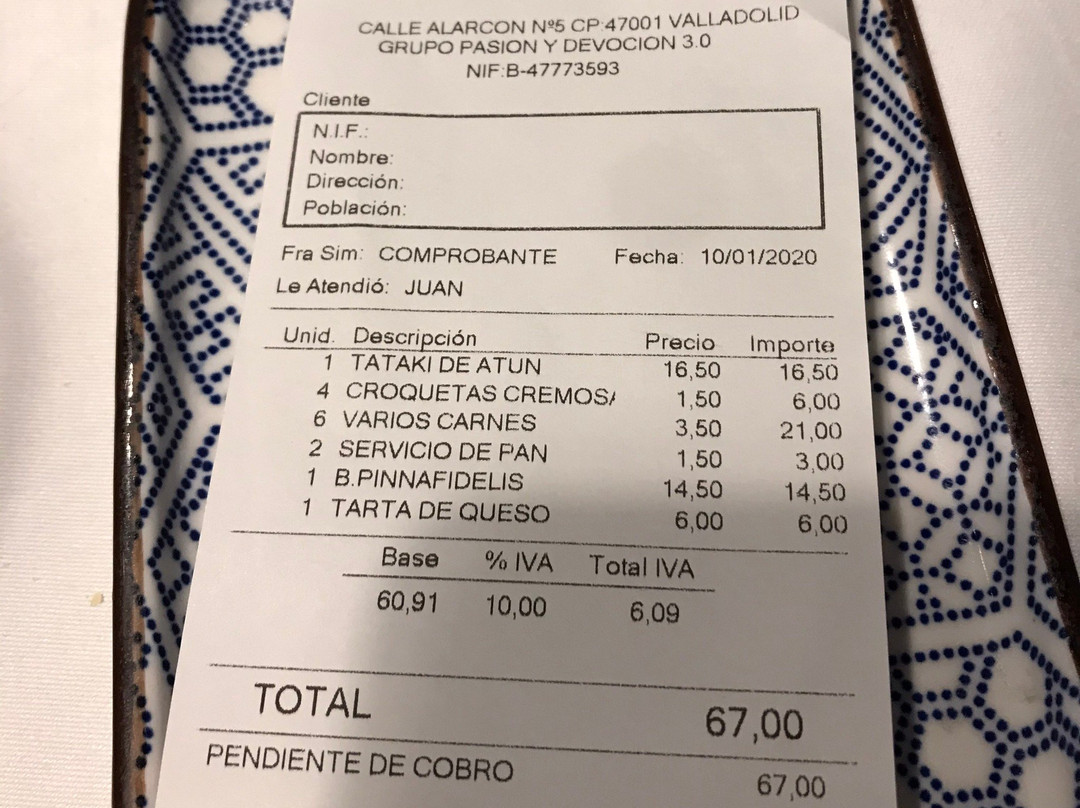 CALLE ALARCON Nº5 CP:47001 VALLADOLID
GRUPO PASION Y DEVOCION 3.0
NIF:B-47773593
Cliente
N.I.F.:
Nombre:
Dirección:
Población:
Fra Sim: COMPROBANTE Fecha: 10/01/2020
Le Atendió: JUAN
Unid. Descripción Precio Importe
1 TATAKI DE ATUN 16,50 16,50
4 CROQUETAS CREMOS 1,50 6,00
6 VARIOS CARNES 3,50 21,00
2 SERVICIO DE PAN 1,50 3,00
1 B.PINNAFIDELIS 14,50 14,50
1 TARTA DE QUESO 6,00 6,00
Base % IVA Total IVA
60,91 10,00 6,09
TOTAL 67,00
PENDIENTE DE COBRO 67,00